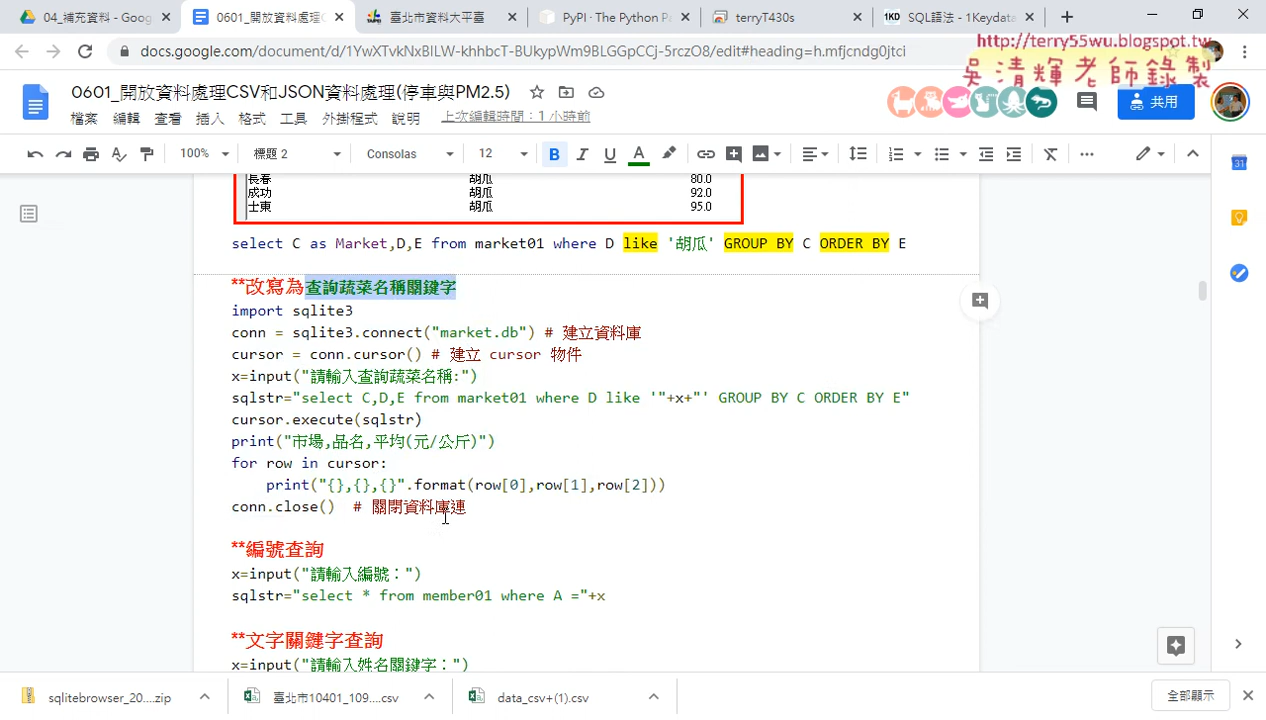 04_補充資料 - Goog
0601_開放資料處理C
臺北市資料大平臺
PyPI · The Python Pa
terryT430s
1KD SQL語法 - 1Keydata
docs.google.com/document/d/1YwXTvkNxBILW-khhbcT-BUkypWm9BLGGpCCj-5rczO8/edit#heading=h.mfjcndg0jtci
http://terry55wu.blogspot.tw
吳清輝老師錄製
0601_開放資料處理CSV和JSON資料處理(停車與PM2.5)
共用
檔案 編輯 查看 插入 格式 工具 外掛程式 說明 上次編輯時間：1 小時前
100% 標題 2 Consolas 12 B I U A
31
長春 胡瓜 80.0
成功 胡瓜 92.0
士東 胡瓜 95.0
select C as Market,D,E from market01 where D like '胡瓜' GROUP BY C ORDER BY E
**改寫為查詢蔬菜名稱關鍵字
import sqlite3
conn = sqlite3.connect("market.db") # 建立資料庫
cursor = conn.cursor() # 建立 cursor 物件
x=input("請輸入查詢蔬菜名稱:")
sqlstr="select C,D,E from market01 where D like '"+x+"' GROUP BY C ORDER BY E"
cursor.execute(sqlstr)
print("市場,品名,平均(元/公斤)")
for row in cursor:
print("{},{},{}".format(row[0],row[1],row[2]))
conn.close() # 關閉資料庫連
**編號查詢
x=input("請輸入編號：")
sqlstr="select * from member01 where A ="+x
**文字關鍵字查詢
x=input("請輸入姓名關鍵字：")
sqlitebrowser_20....zip
臺北市10401_109....csv
data_csv+(1).csv
全部顯示